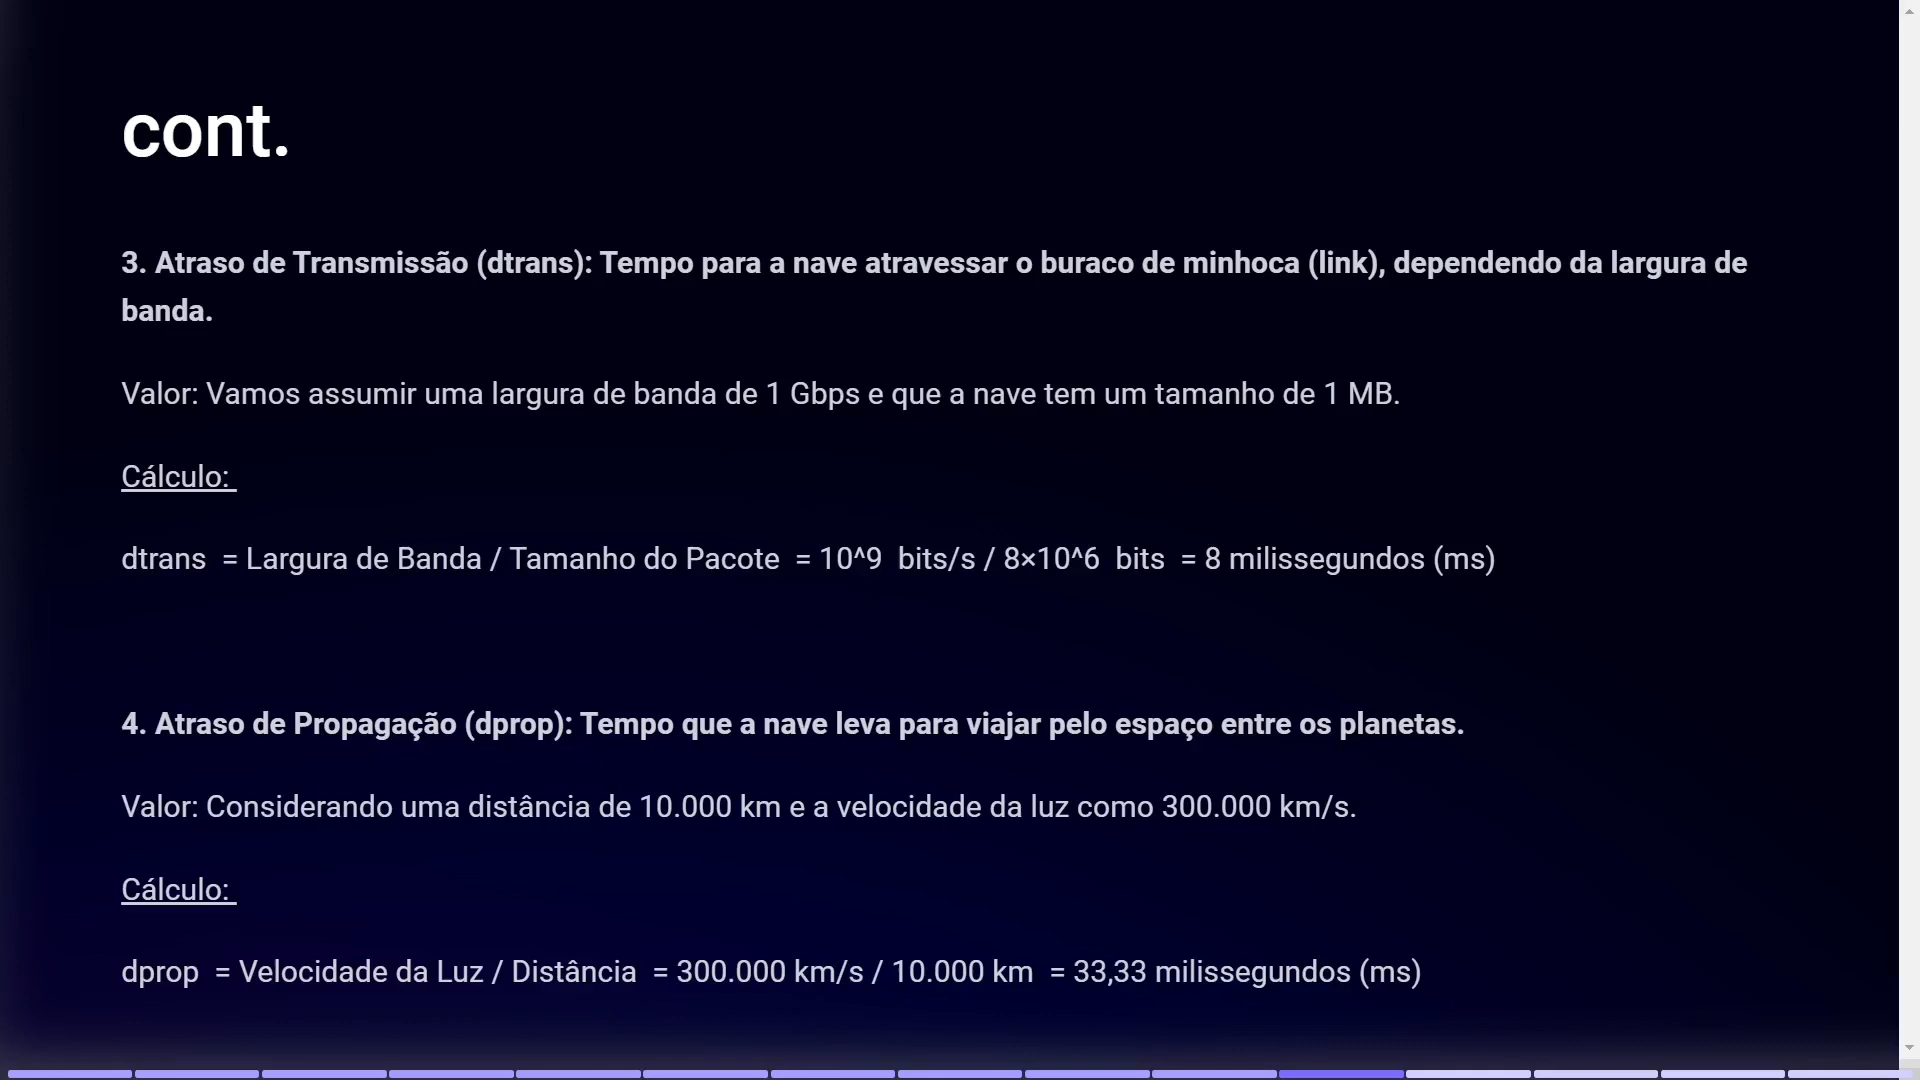 cont.
3. Atraso de Transmissão (dtrans): Tempo para a nave atravessar o buraco de minhoca (link), dependendo da largura de
banda.
Valor: Vamos assumir uma largura de banda de 1 Gbps e que a nave tem um tamanho de 1 MB.
Cálculo:
dtrans = Largura de Banda / Tamanho do Pacote = 10^9 bits/s / 8×10^6 bits = 8 milissegundos (ms)
4. Atraso de Propagação (dprop): Tempo que a nave leva para viajar pelo espaço entre os planetas.
Valor: Considerando uma distância de 10.000 km e a velocidade da luz como 300.000 km/s.
Cálculo:
dprop = Velocidade da Luz / Distância = 300.000 km/s / 10.000 km = 33,33 milissegundos (ms)